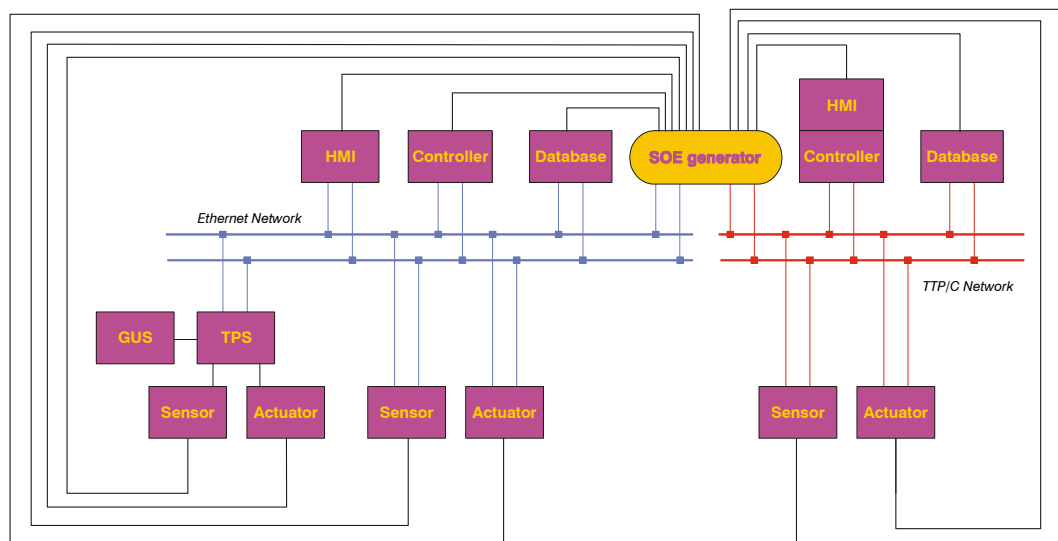 HMI
HMI
Controller
Database
SOE generator
Controller
Database
Ethernet Network
TTP/C Network
GUS
TPS
Sensor
Actuator
Sensor
Actuator
Sensor
Actuator